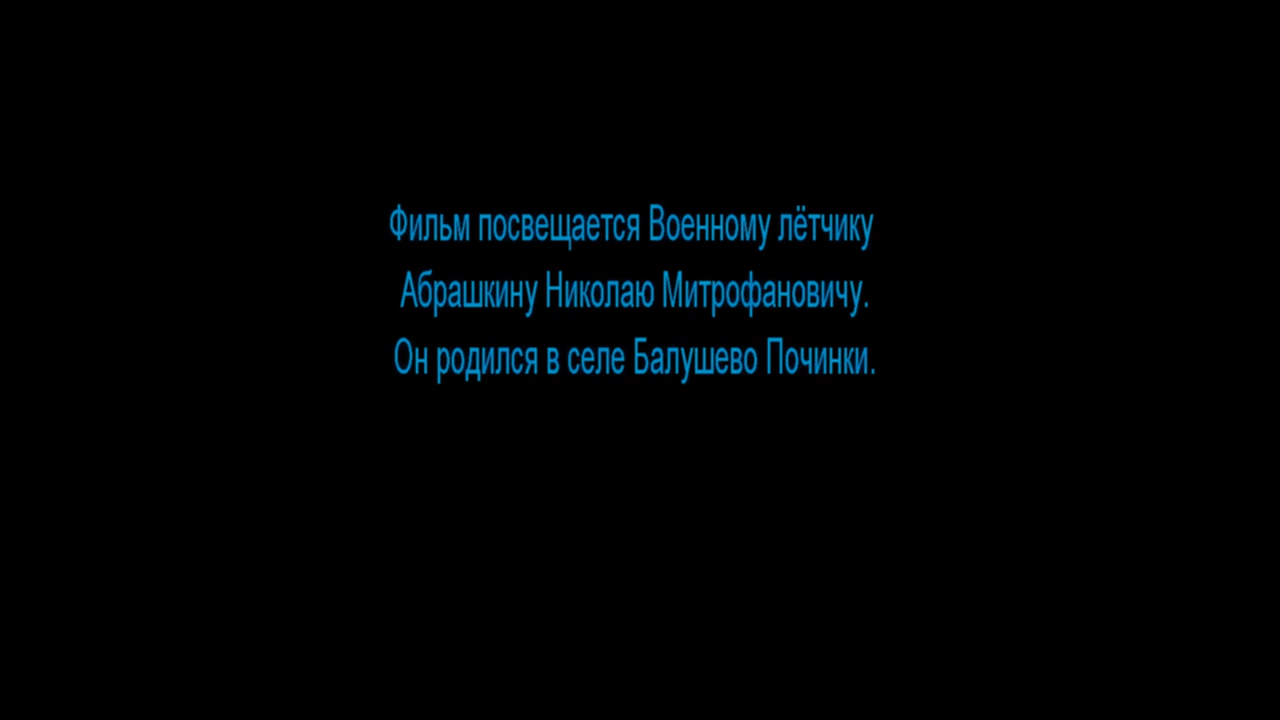 Фильм посвещается Военному лётчику
Абрашкину Николаю Митрофановичу.
Он родился в селе Балушево Починки.